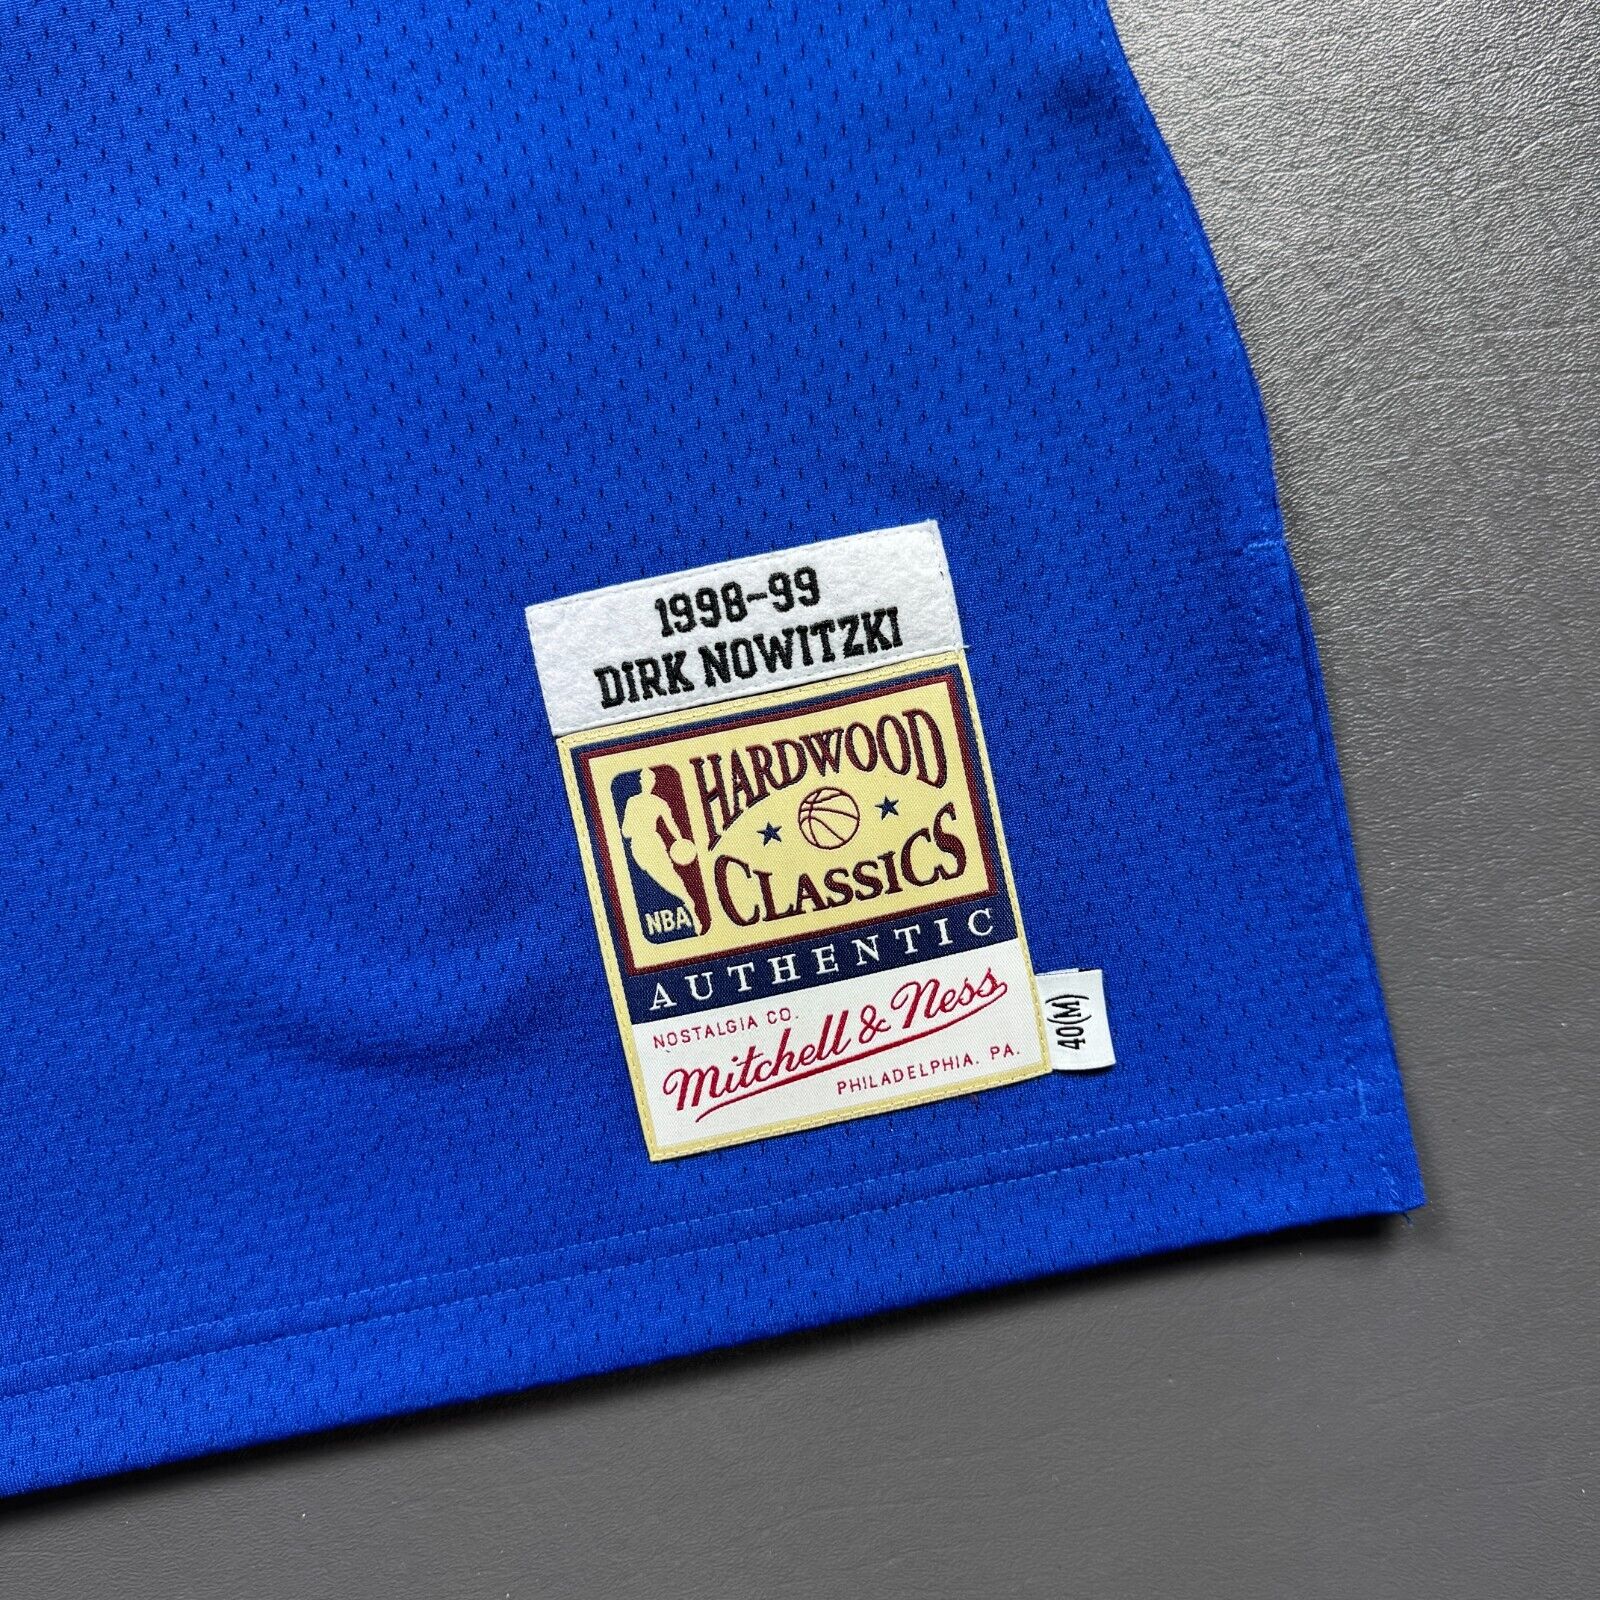 1998-99
DIRK NOWITZKI
HARDWOOD
CLASSICS
NBA
AUTHENTIC
NOSTALGIA CO.
Mitchell & Ness
PHILADELPHIA, PA.
40(M)